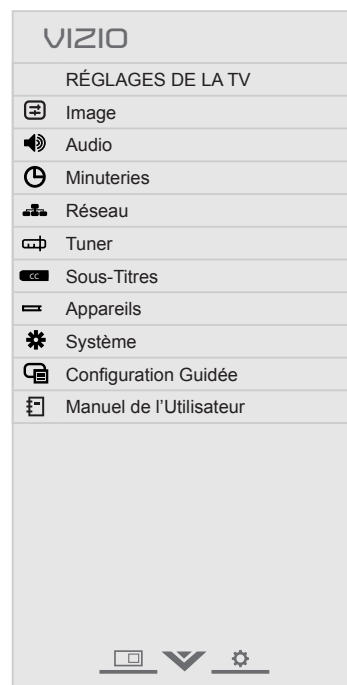 VIZIO
RÉGLAGES DE LA TV
Image
Audio
Minuteries
Réseau
Tuner
CC Sous-Titres
Appareils
Système
Configuration Guidée
Manuel de l’Utilisateur